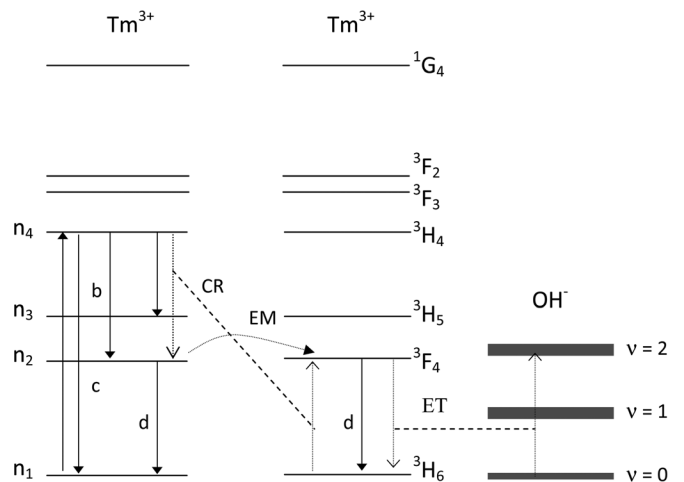 Tm³⁺ Tm³⁺
¹G₄
³F₂
³F₃
n₄ ³H₄
CR
b OH⁻
n₃ EM ³H₅
ν = 2
n₂ ³F₄
c ET ν = 1
d d
n₁ ³H₆ ν = 0